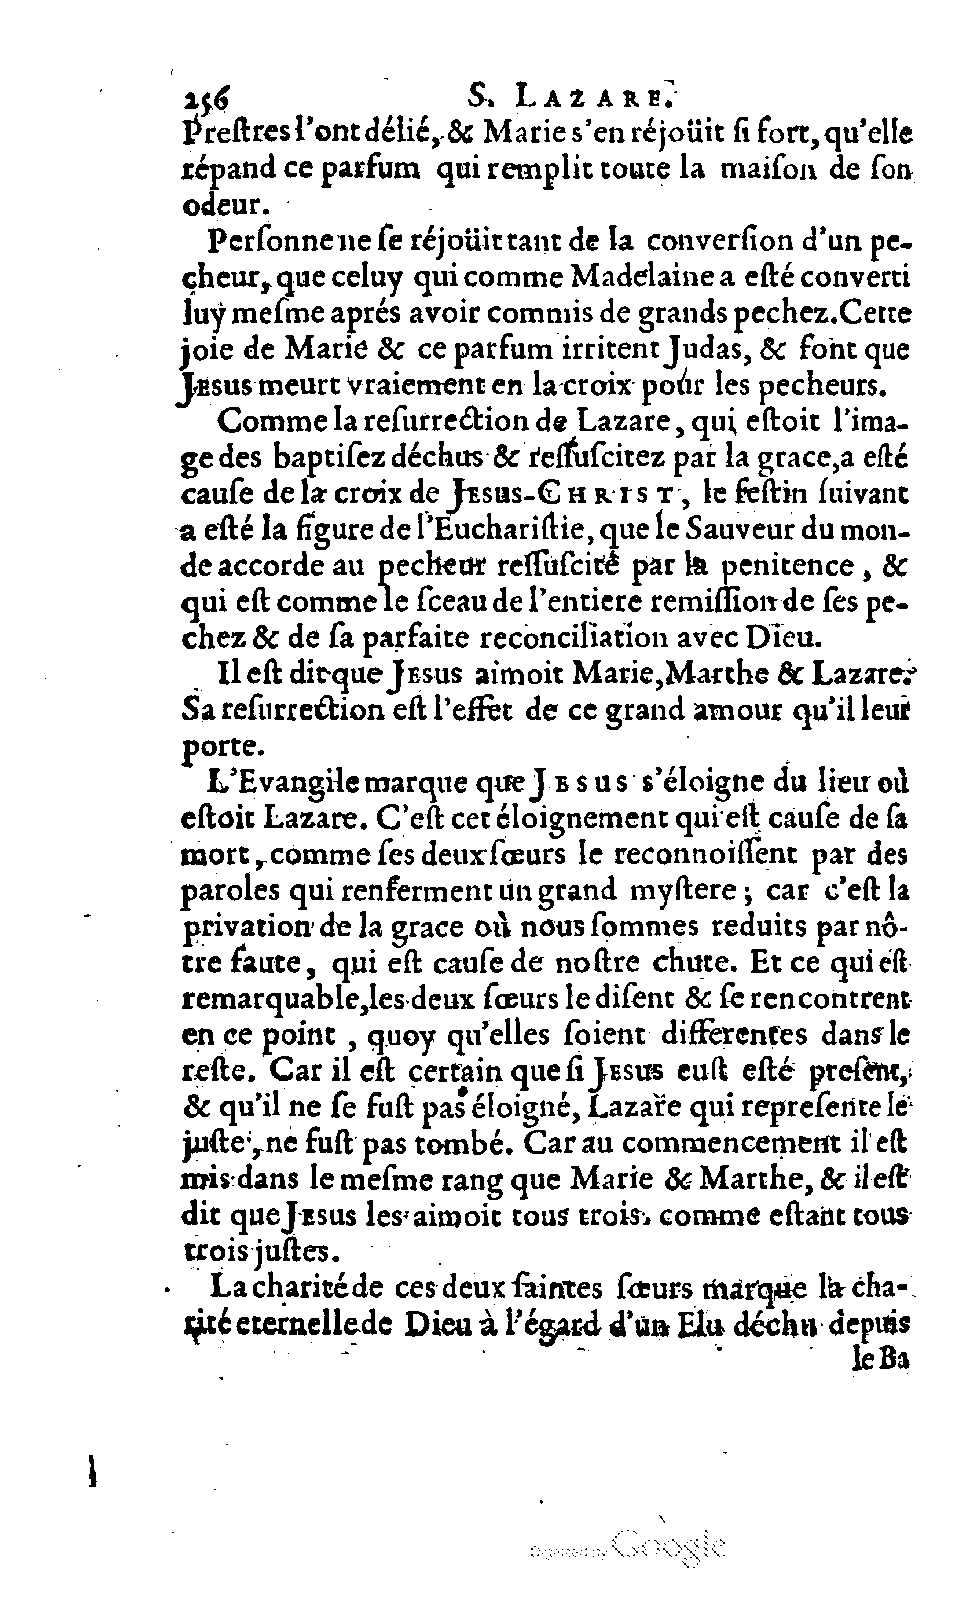 256 S. LAZARE.
Preſtres l'ont délié, & Marie s'en réjoüit ſi fort, qu'elle
répand ce parfum qui remplit toute la maiſon de ſon
odeur.
Perſonne ne ſe réjoüit tant de la converſion d'un pe-
cheur, que celuy qui comme Madelaine a eſté converti
luy meſme aprés avoir commis de grands pechez. Cette
joie de Marie & ce parfum irritent Judas, & font que
JESUS meurt vraiement en la croix pour les pecheurs.
Comme la reſurrection de Lazare, qui eſtoit l'ima-
ge des baptiſez déchus & reſſuſcitez par la grace, a eſté
cauſe de la croix de JESUS-CHRIST, le feſtin ſuivant
a eſté la figure de l'Euchariſtie, que le Sauveur du mon-
de accorde au pecheur reſſuſcité par la penitence, &
qui eſt comme le ſceau de l'entiere remiſſion de ſes pe-
chez & de ſa parfaite reconciliation avec Dieu.
Il eſt dit que JESUS aimoit Marie, Marthe & Lazare.
Sa reſurrection eſt l'effet de ce grand amour qu'il leur
porte.
L'Evangile marque que JESUS s'éloigne du lieu où
eſtoit Lazare. C'eſt cet éloignement qui eſt cauſe de ſa
mort, comme ſes deux ſœurs le reconnoiſſent par des
paroles qui renferment un grand myſtere ; car c'eſt la
privation de la grace où nous ſommes reduits par nô-
tre faute, qui eſt cauſe de noſtre chute. Et ce qui eſt
remarquable, les deux ſœurs le diſent & ſe rencontrent
en ce point, quoy qu'elles ſoient differentes dans le
reſte. Car il eſt certain que ſi JESUS euſt eſté preſent,
& qu'il ne ſe fuſt pas éloigné, Lazare qui repreſente le
juſte, ne fuſt pas tombé. Car au commencement il eſt
mis dans le meſme rang que Marie & Marthe, & il eſt
dit que JESUS les aimoit tous trois, comme eſtant tous
trois juſtes.
La charité de ces deux ſaintes ſœurs marque la cha-
rité eternelle de Dieu à l'égard d'un Elu déchu depuis
le Ba
Digitized by Google